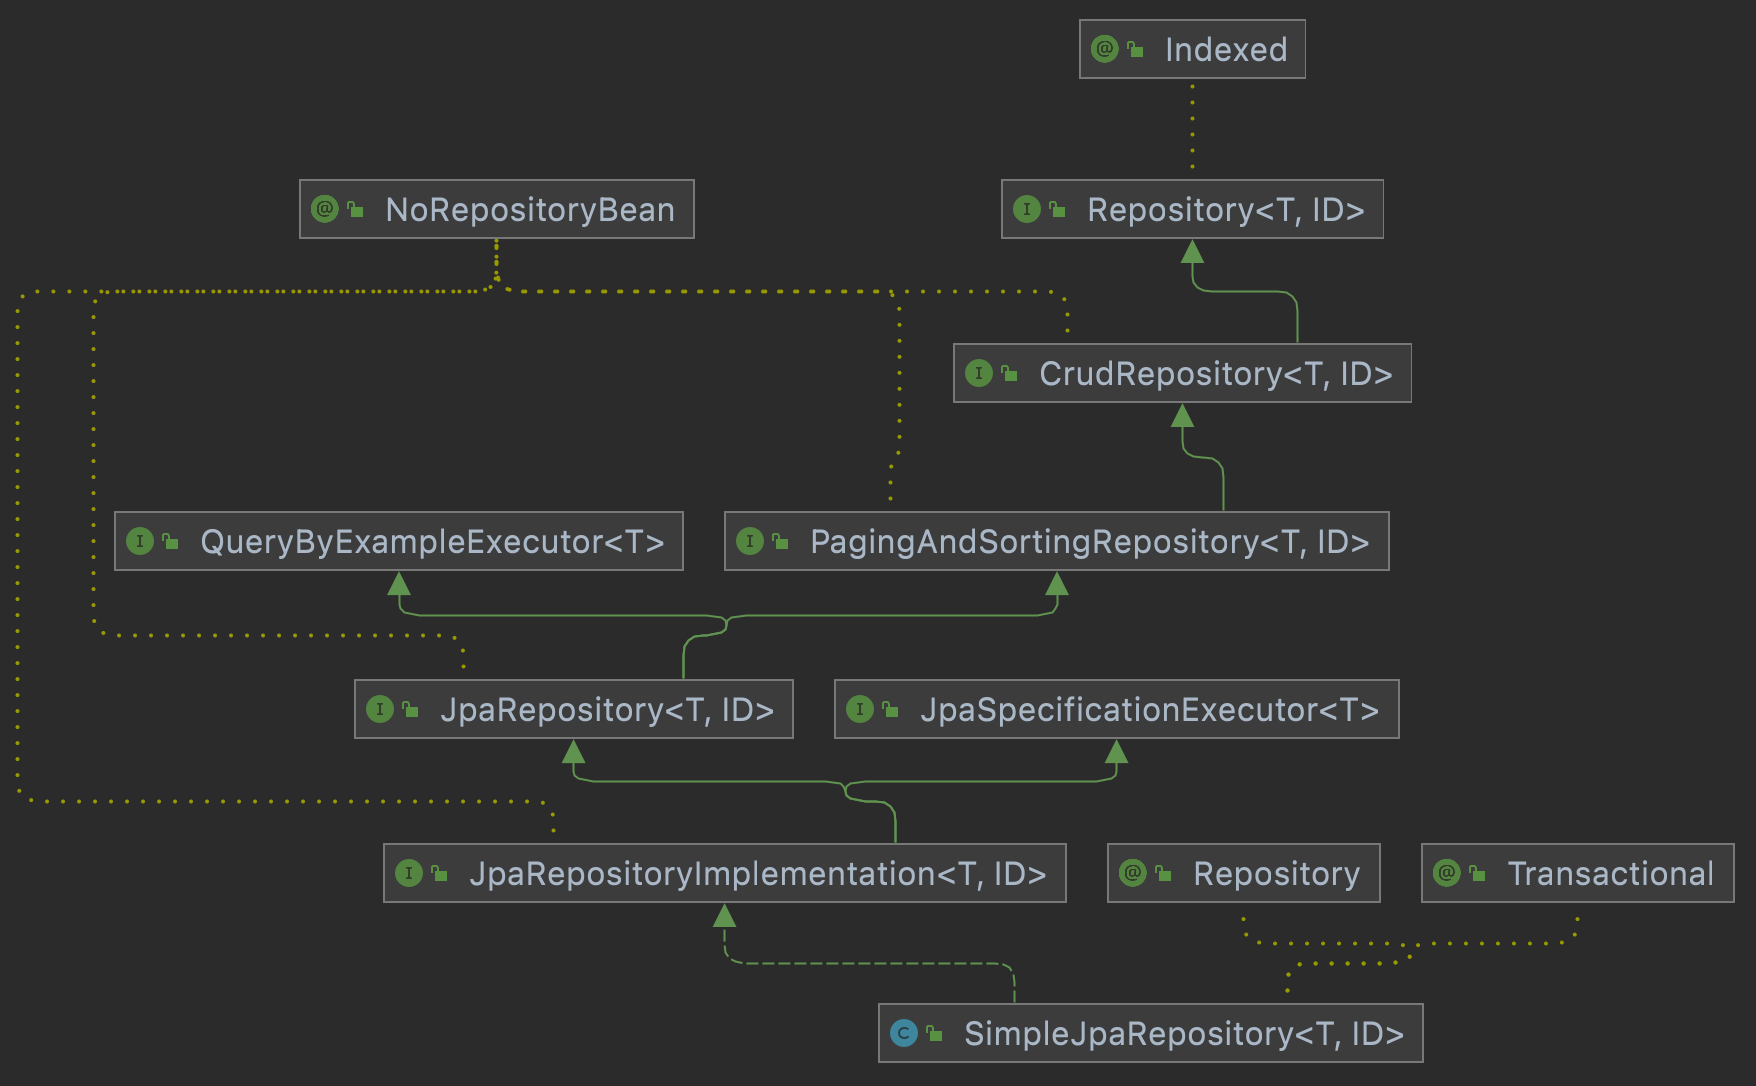 @ Indexed
@ NoRepositoryBean
I Repository<T, ID>
I CrudRepository<T, ID>
I QueryByExampleExecutor<T>
I PagingAndSortingRepository<T, ID>
I JpaRepository<T, ID>
I JpaSpecificationExecutor<T>
I JpaRepositoryImplementation<T, ID>
@ Repository
@ Transactional
C SimpleJpaRepository<T, ID>